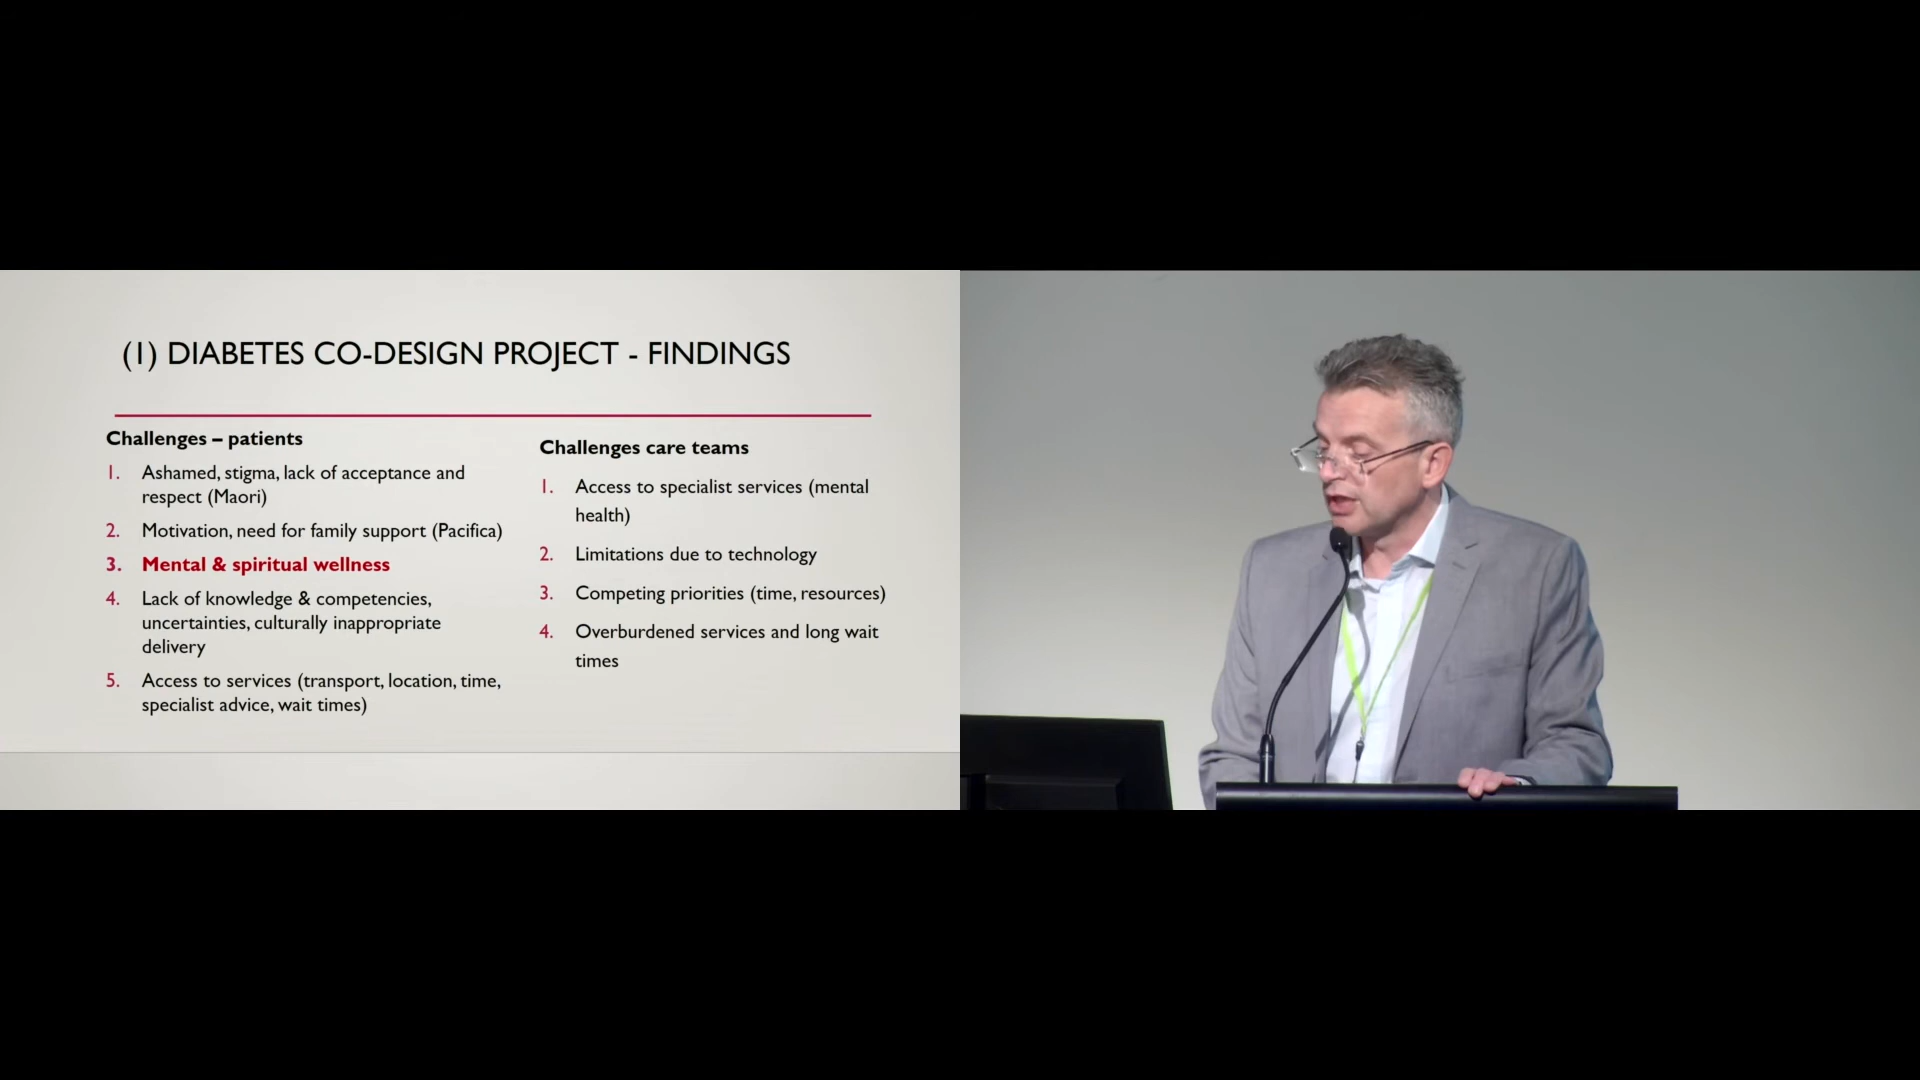 (1) DIABETES CO-DESIGN PROJECT - FINDINGS
Challenges – patients
1. Ashamed, stigma, lack of acceptance and
respect (Maori)
2. Motivation, need for family support (Pacifica)
3. Mental & spiritual wellness
4. Lack of knowledge & competencies,
uncertainties, culturally inappropriate
delivery
5. Access to services (transport, location, time,
specialist advice, wait times)
Challenges care teams
1. Access to specialist services (mental
health)
2. Limitations due to technology
3. Competing priorities (time, resources)
4. Overburdened services and long wait
times